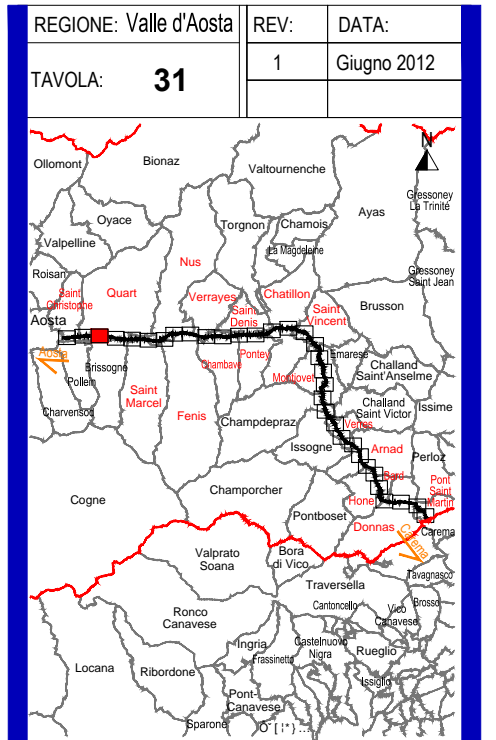 REGIONE: Valle d'Aosta
REV:
DATA:
TAVOLA: 31
1
Giugno 2012
N
Ollomont
Bionaz
Valtournenche
Gressoney
La Trinité
Ayas
Oyace
Torgnon
Chamois
Valpelline
La Magdeleine
Nus
Roisan
Gressoney
Saint Jean
Saint
Christophe
Quart
Verrayes
Chatillon
Saint
Denis
Saint
Vincent
Brusson
Aosta
Aosta
Brissogne
Chambave
Pontey
Emarese
Challand
Saint'Anselme
Pollein
Saint
Marcel
Montjovet
Charvensod
Fenis
Champdepraz
Challand
Saint Victor
Issime
Verres
Issogne
Arnad
Perloz
Bard
Pont
Saint
Martin
Cogne
Champorcher
Hone
Pontboset
Donnas
Carema
Carema
Valprato
Soana
Bora
di Vico
Tavagnasco
Traversella
Cantoncello
Brosso
Vico
Canavese
Ronco
Canavese
Ingria
Castelnuovo
Nigra
Rueglio
Frassinetto
Locana
Ribordone
Issiglio
Pont-
Canavese
Sparone